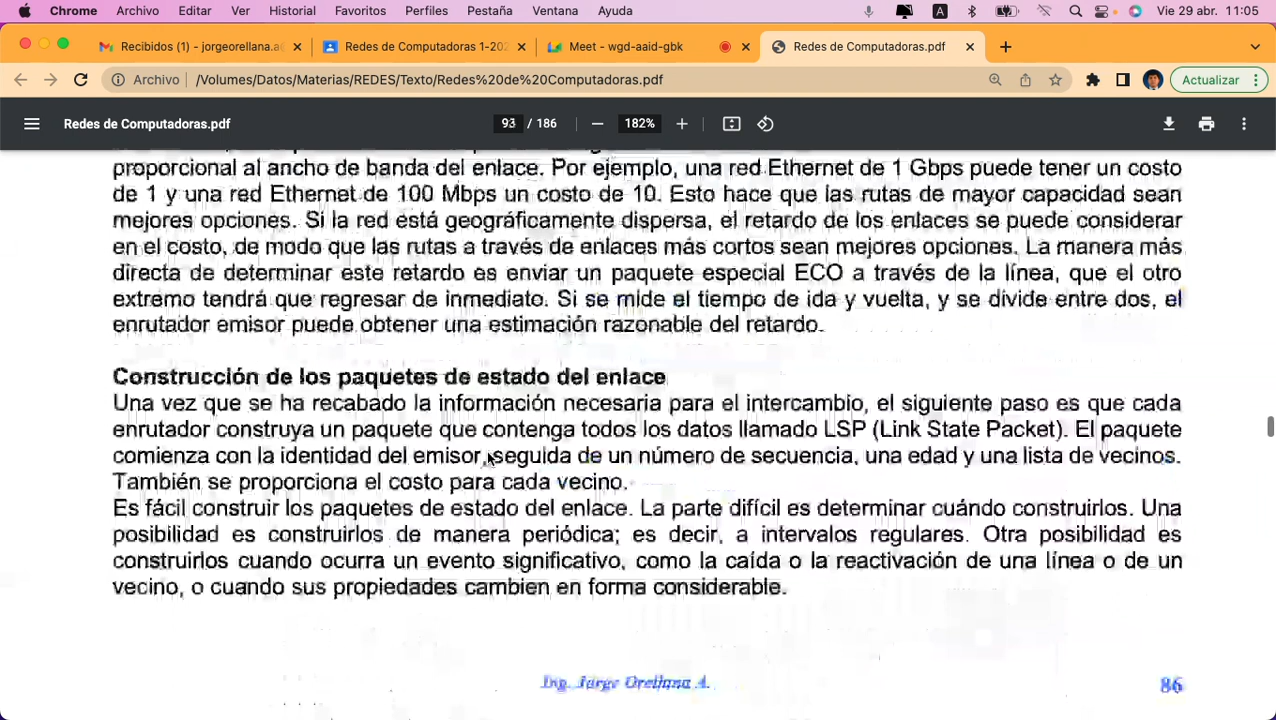 Chrome Archivo Editar Ver Historial Favoritos Perfiles Pestaña Ventana Ayuda A Vie 29 abr. 11:05
Recibidos (1) - jorgeorellana.a Redes de Computadoras 1-202 Meet - wgd-aaid-gbk Redes de Computadoras.pdf
Archivo /Volumes/Datos/Materias/REDES/Texto/Redes%20de%20Computadoras.pdf Actualizar
Redes de Computadoras.pdf 93 / 186 182%
proporcional al ancho de banda del enlace. Por ejemplo, una red Ethernet de 1 Gbps puede tener un costo
de 1 y una red Ethernet de 100 Mbps un costo de 10. Esto hace que las rutas de mayor capacidad sean
mejores opciones. Si la red está geográficamente dispersa, el retardo de los enlaces se puede considerar
en el costo, de modo que las rutas a través de enlaces más cortos sean mejores opciones. La manera más
directa de determinar este retardo es enviar un paquete especial ECO a través de la línea, que el otro
extremo tendrá que regresar de inmediato. Si se mide el tiempo de ida y vuelta, y se divide entre dos, el
enrutador emisor puede obtener una estimación razonable del retardo.
Construcción de los paquetes de estado del enlace
Una vez que se ha recabado la información necesaria para el intercambio, el siguiente paso es que cada
enrutador construya un paquete que contenga todos los datos llamado LSP (Link State Packet). El paquete
comienza con la identidad del emisor, seguida de un número de secuencia, una edad y una lista de vecinos.
También se proporciona el costo para cada vecino.
Es fácil construir los paquetes de estado del enlace. La parte difícil es determinar cuándo construirlos. Una
posibilidad es construirlos de manera periódica; es decir, a intervalos regulares. Otra posibilidad es
construirlos cuando ocurra un evento significativo, como la caída o la reactivación de una línea o de un
vecino, o cuando sus propiedades cambien en forma considerable.
Ing. Jorge Orellana A. 86